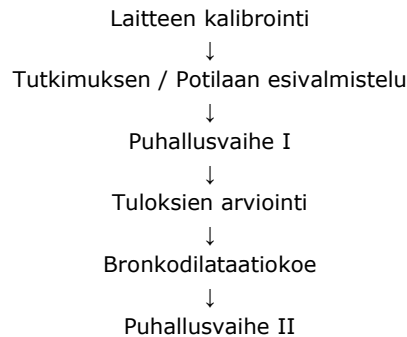 Laitteen kalibrointi
↓
Tutkimuksen / Potilaan esivalmistelu
↓
Puhallusvaihe I
↓
Tuloksien arviointi
↓
Bronkodilataatiokoe
↓
Puhallusvaihe II